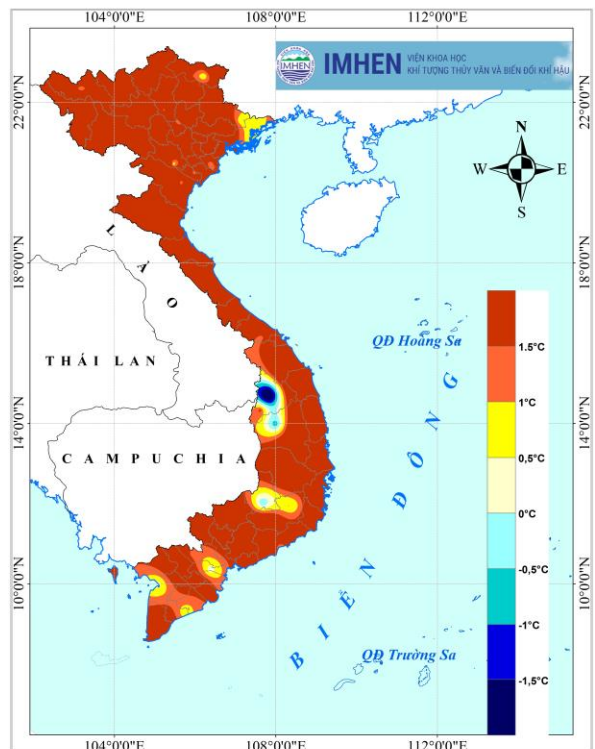 104°0'0"E
108°0'0"E
112°0'0"E
IMHEN
IMHEN
VIỆN KHOA HỌC
KHÍ TƯỢNG THỦY VĂN VÀ BIẾN ĐỔI KHÍ HẬU
22°0'0"N
22°0'0"N
N
W
E
S
LÀO
18°0'0"N
18°0'0"N
THÁI LAN
QĐ Hoàng Sa
1.5°C
1°C
0,5°C
0°C
-0,5°C
-1°C
-1,5°C
14°0'0"N
14°0'0"N
CAMPUCHIA
BIỂN ĐÔNG
10°0'0"N
10°0'0"N
QĐ Trường Sa
104°0'0"E
108°0'0"E
112°0'0"E